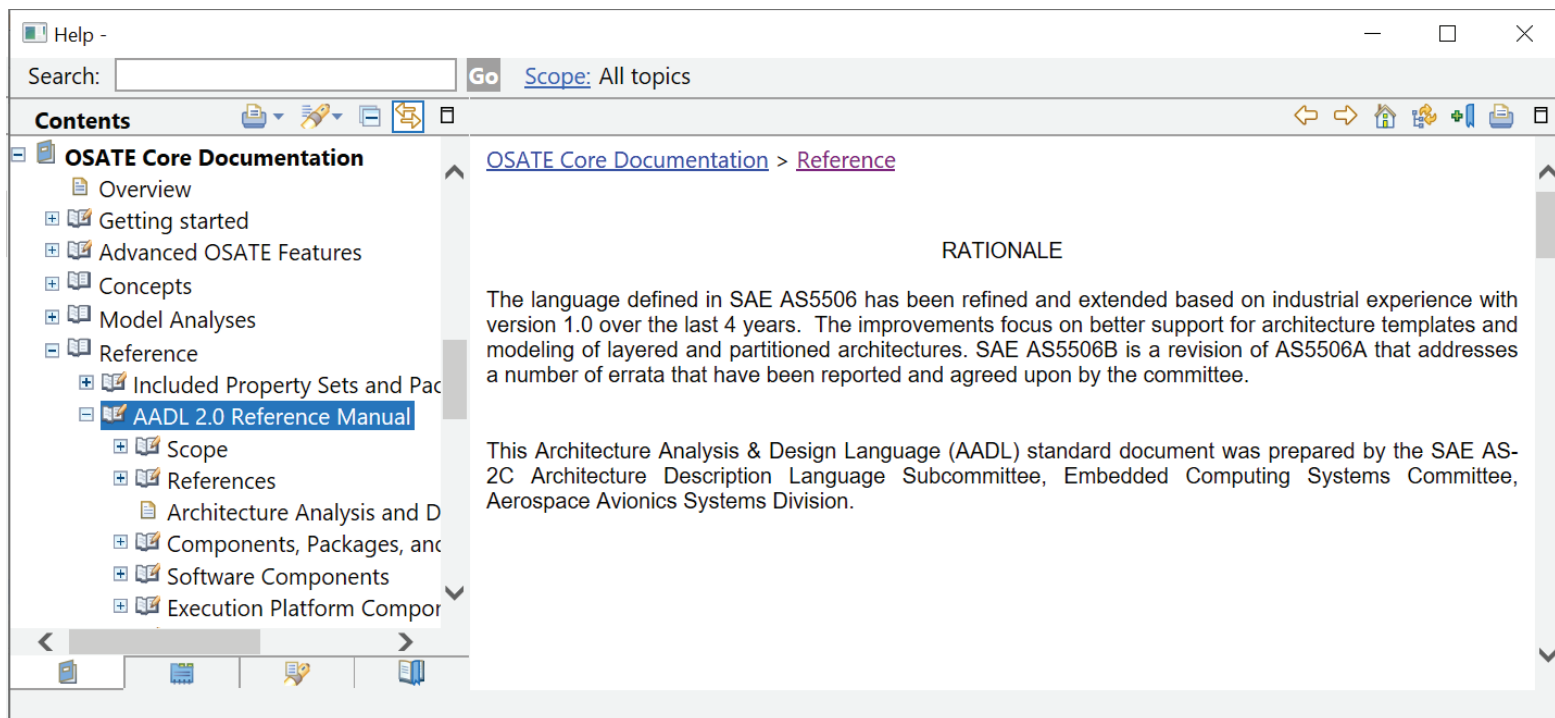 Help -
Search:
Go
Scope: All topics
Contents
OSATE Core Documentation
Overview
Getting started
Advanced OSATE Features
Concepts
Model Analyses
Reference
Included Property Sets and Pac
AADL 2.0 Reference Manual
Scope
References
Architecture Analysis and D
Components, Packages, and
Software Components
Execution Platform Compor
OSATE Core Documentation > Reference
RATIONALE
The language defined in SAE AS5506 has been refined and extended based on industrial experience with
version 1.0 over the last 4 years.  The improvements focus on better support for architecture templates and
modeling of layered and partitioned architectures. SAE AS5506B is a revision of AS5506A that addresses
a number of errata that have been reported and agreed upon by the committee.
This Architecture Analysis & Design Language (AADL) standard document was prepared by the SAE AS-
2C Architecture Description Language Subcommittee, Embedded Computing Systems Committee,
Aerospace Avionics Systems Division.